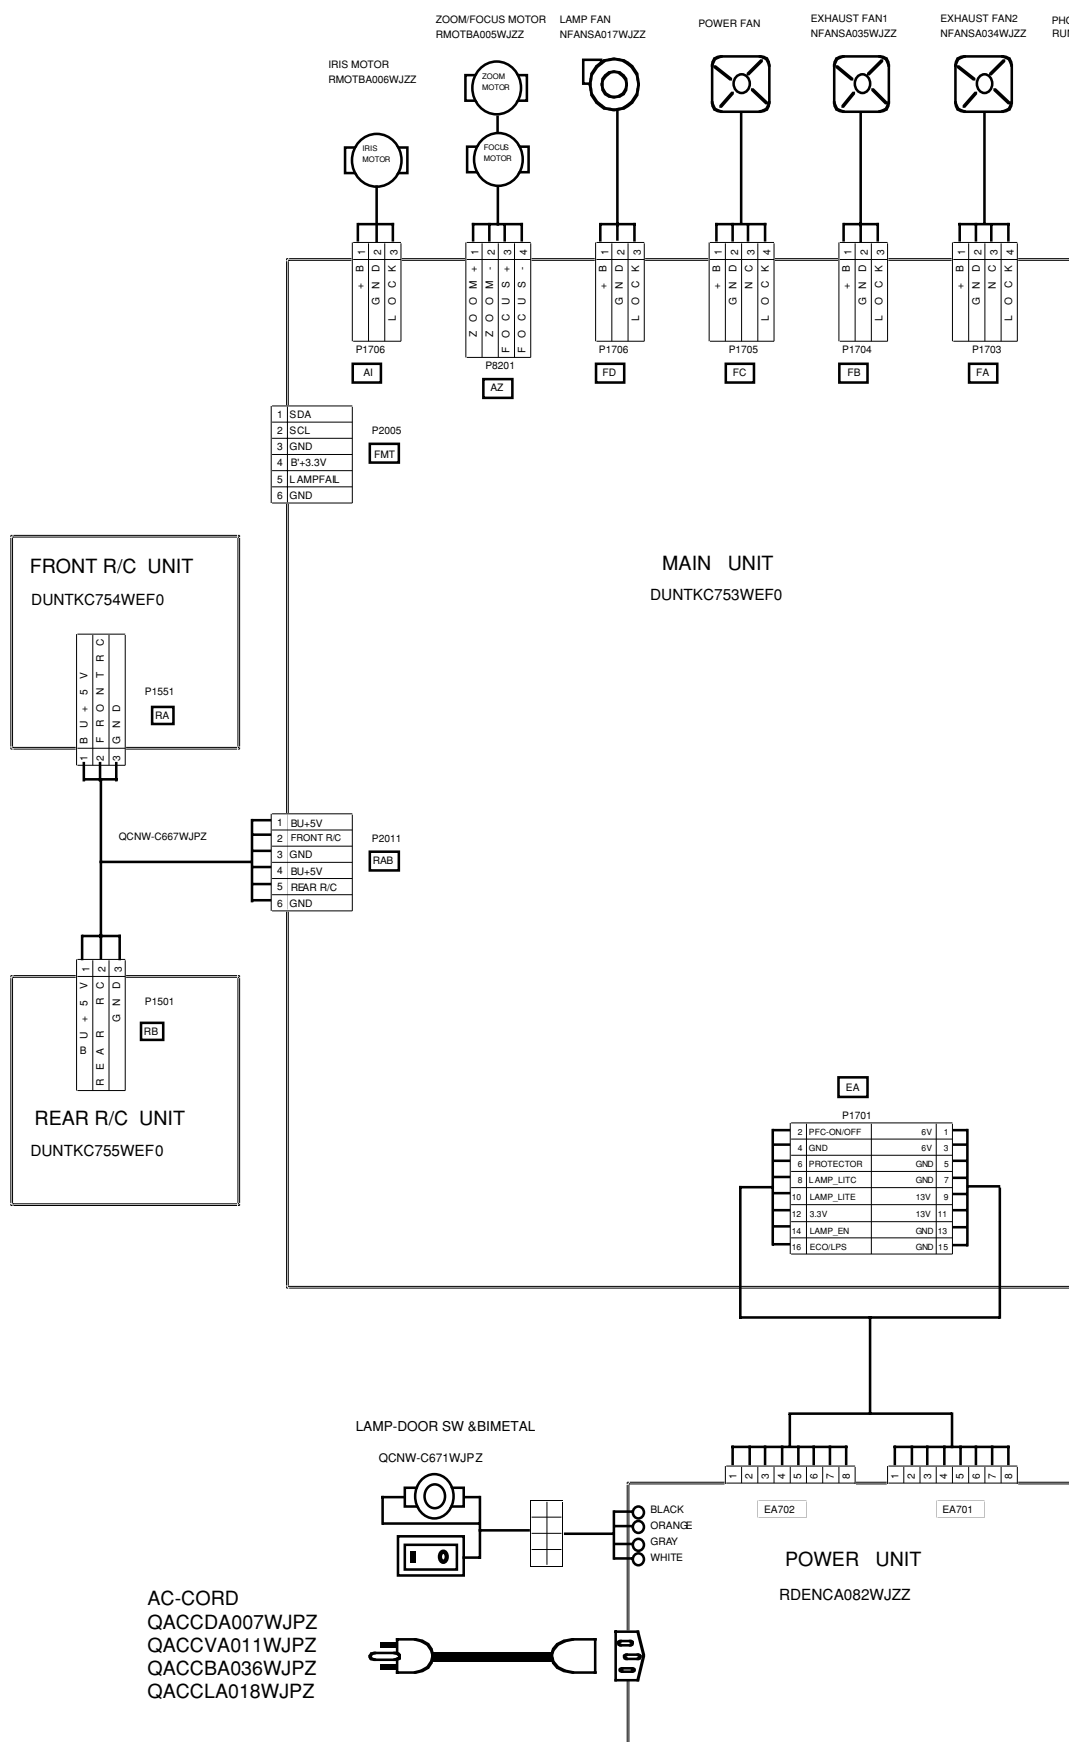 ZOOM/FOCUS MOTOR
RMOTBA005WJZZ
LAMP FAN
NFANSA017WJZZ
POWER FAN
EXHAUST FAN1
NFANSA035WJZZ
EXHAUST FAN2
NFANSA034WJZZ
PHO
RUN
IRIS MOTOR
RMOTBA006WJZZ
ZOOM
MOTOR
IRIS
MOTOR
FOCUS
MOTOR
1 +B
2 GND
3 LOCK
P1706
AI
1 ZOOM+
2 ZOOM-
3 FOCUS+
4 FOCUS-
P8201
AZ
1 +B
2 GND
3 LOCK
P1706
FD
1 +B
2 GND
3 NC
4 LOCK
P1705
FC
1 +B
2 GND
3 LOCK
P1704
FB
1 +B
2 GND
3 NC
4 LOCK
P1703
FA
1 SDA
2 SCL
3 GND
4 B'+3.3V
5 LAMPFAIL
6 GND
P2005
FMT
MAIN UNIT
DUNTKC753WEF0
FRONT R/C UNIT
DUNTKC754WEF0
1 BU+5V
2 FRONTRC
3 GND
P1551
RA
QCNW-C667WJPZ
1 BU+5V
2 FRONT R/C
3 GND
4 BU+5V
5 REAR R/C
6 GND
P2011
RAB
1 BU+5V
2 REAR RC
3 GND
P1501
RB
REAR R/C UNIT
DUNTKC755WEF0
EA
P1701
2 PFC-ON/OFF 6V 1
4 GND 6V 3
6 PROTECTOR GND 5
8 LAMP_LITC GND 7
10 LAMP_LITE 13V 9
12 3.3V 13V 11
14 LAMP_EN GND 13
16 ECO/LPS GND 15
LAMP-DOOR SW &BIMETAL
QCNW-C671WJPZ
1 2 3 4 5 6 7 8
EA702
1 2 3 4 5 6 7 8
EA701
BLACK
ORANGE
GRAY
WHITE
POWER UNIT
RDENCA082WJZZ
AC-CORD
QACCDA007WJPZ
QACCVA011WJPZ
QACCBA036WJPZ
QACCLA018WJPZ